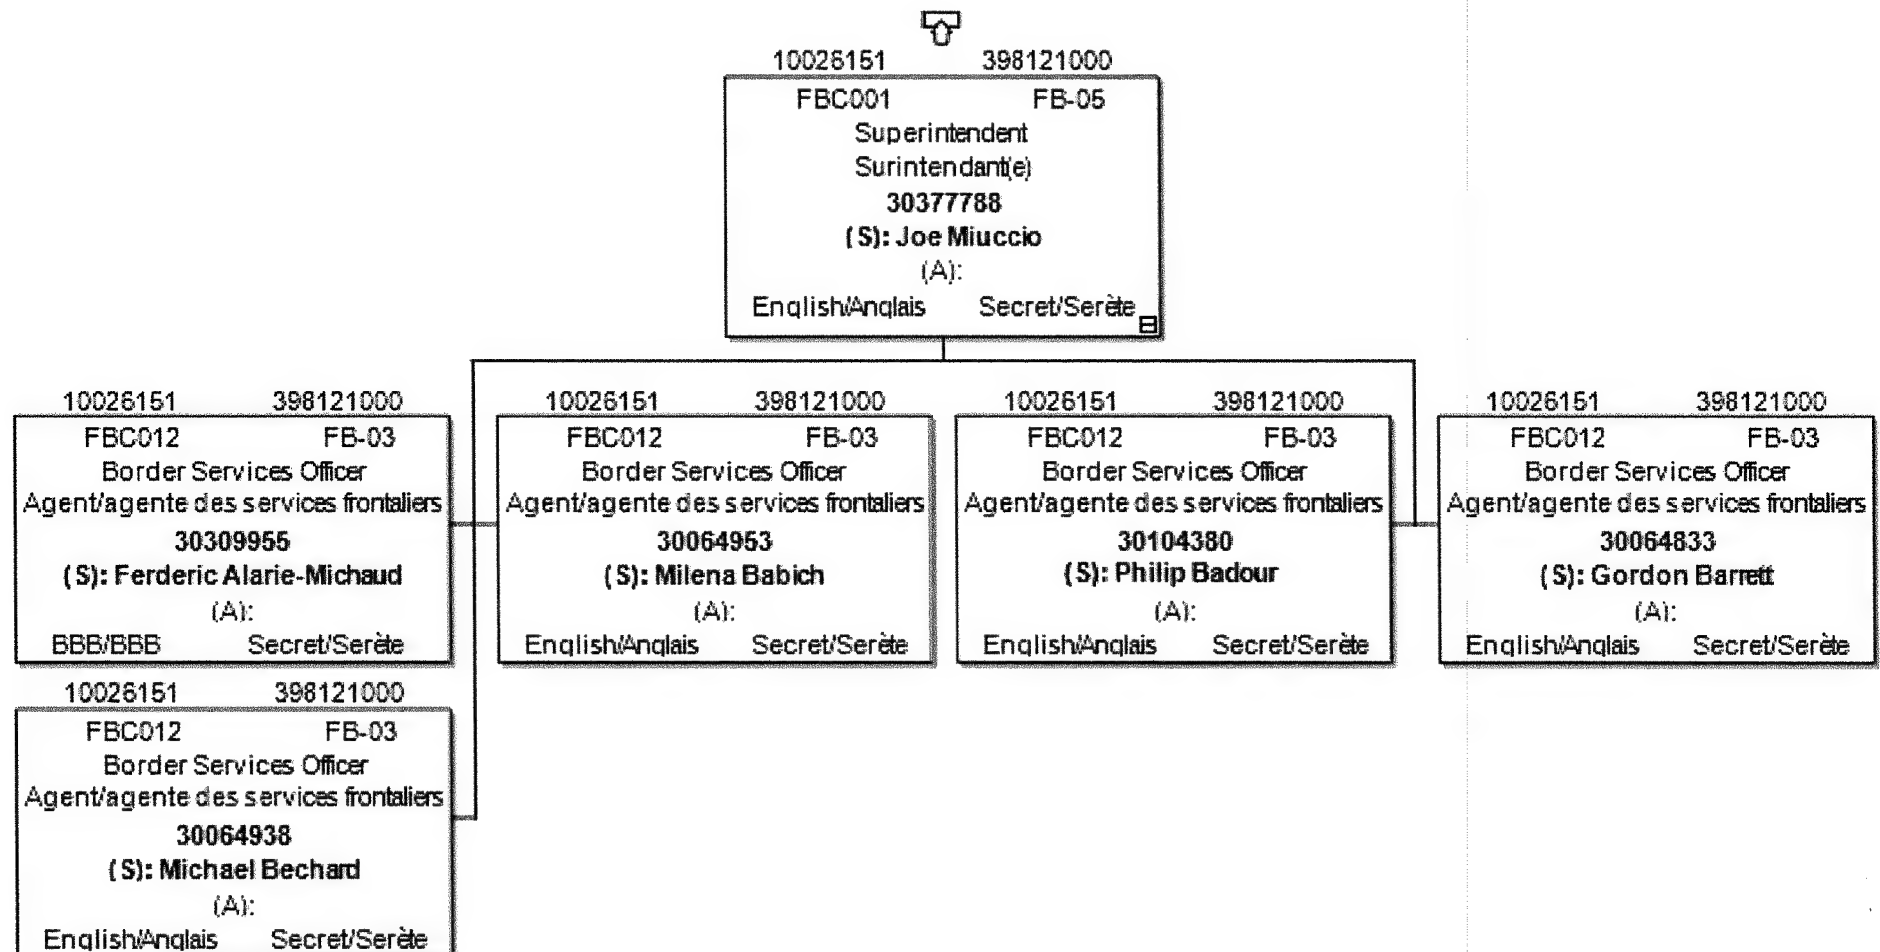 10026151 398121000
FBC001 FB-05
Superintendent
Surintendant(e)
30377788
(S): Joe Miuccio
(A):
English/Anglais Secret/Serète
10026151 398121000
FBC012 FB-03
Border Services Officer
Agent/agente des services frontaliers
30309955
(S): Ferderic Alarie-Michaud
(A):
BBB/BBB Secret/Serète
10026151 398121000
FBC012 FB-03
Border Services Officer
Agent/agente des services frontaliers
30064953
(S): Milena Babich
(A):
English/Anglais Secret/Serète
10026151 398121000
FBC012 FB-03
Border Services Officer
Agent/agente des services frontaliers
30104380
(S): Philip Badour
(A):
English/Anglais Secret/Serète
10026151 398121000
FBC012 FB-03
Border Services Officer
Agent/agente des services frontaliers
30064833
(S): Gordon Barrett
(A):
English/Anglais Secret/Serète
10026151 398121000
FBC012 FB-03
Border Services Officer
Agent/agente des services frontaliers
30064938
(S): Michael Bechard
(A):
English/Anglais Secret/Serète